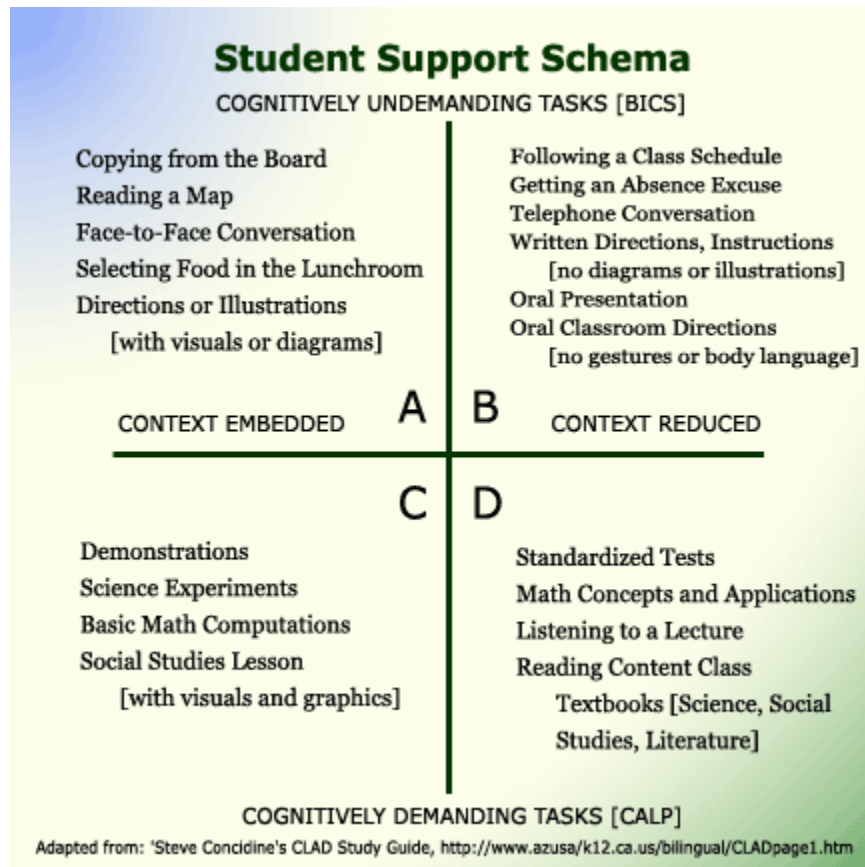 Student Support Schema
COGNITIVELY UNDEMANDING TASKS [BICS]
Copying from the Board
Reading a Map
Face-to-Face Conversation
Selecting Food in the Lunchroom
Directions or Illustrations
[with visuals or diagrams]
Following a Class Schedule
Getting an Absence Excuse
Telephone Conversation
Written Directions, Instructions
[no diagrams or illustrations]
Oral Presentation
Oral Classroom Directions
[no gestures or body language]
CONTEXT EMBEDDED
A
B
CONTEXT REDUCED
C
D
Demonstrations
Science Experiments
Basic Math Computations
Social Studies Lesson
[with visuals and graphics]
Standardized Tests
Math Concepts and Applications
Listening to a Lecture
Reading Content Class
Textbooks [Science, Social
Studies, Literature]
COGNITIVELY DEMANDING TASKS [CALP]
Adapted from: 'Steve Concidine's CLAD Study Guide, http://www.azusa/k12.ca.us/bilingual/CLADpage1.htm